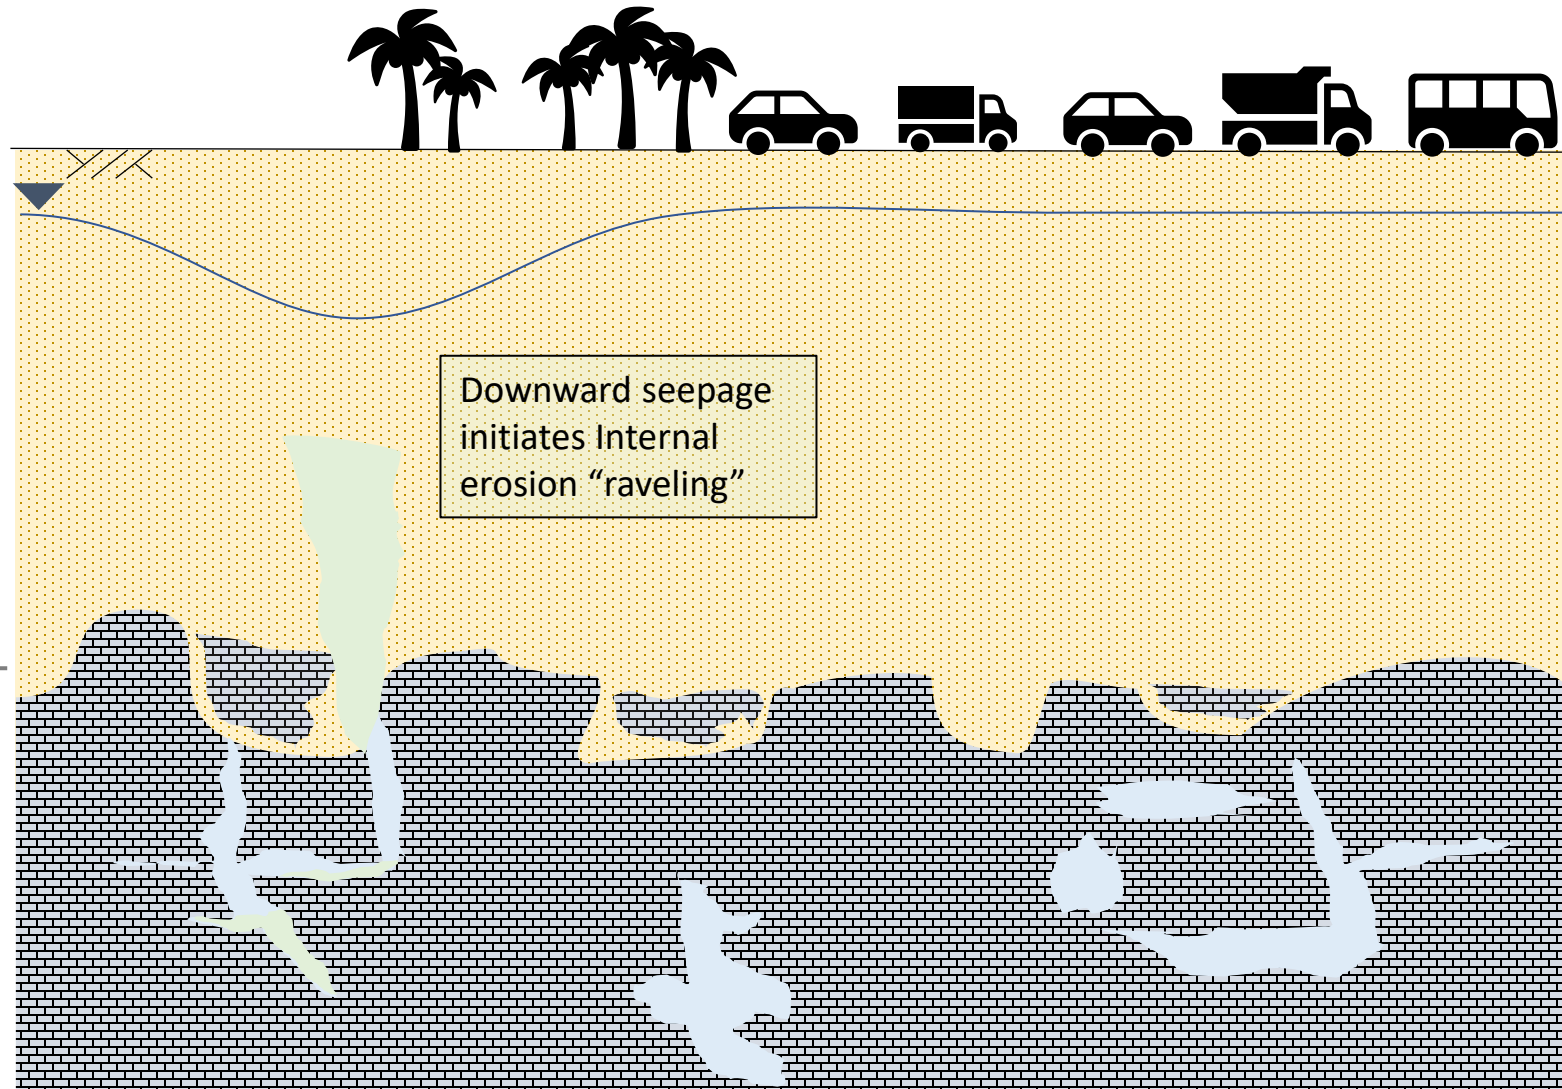 Downward seepage
initiates Internal
erosion “raveling”